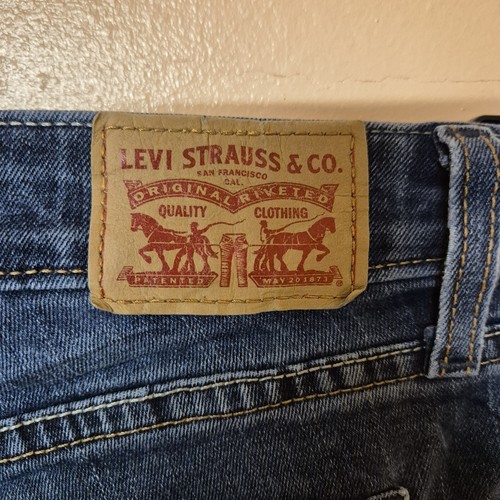 LEVI STRAUSS & CO.
SAN FRANCISCO
CAL.
ORIGINAL RIVETED
QUALITY CLOTHING
PATENTED MAY 20 1873 ®